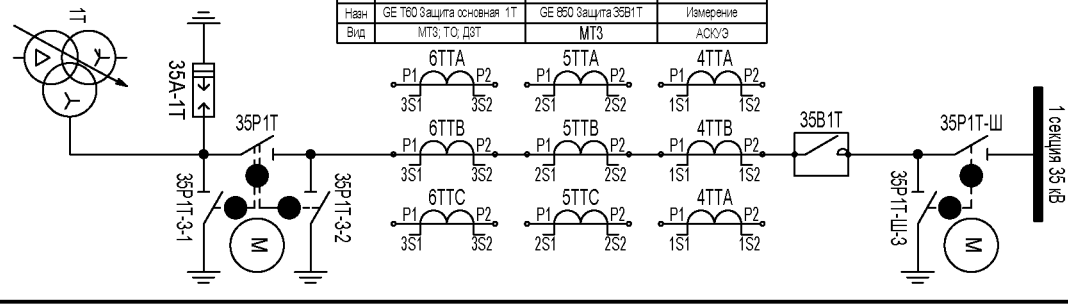 Назн GE T60 Защита основная 1Т GE 850 Защита 35В1Т Измерение
Вид МТЗ; ТО; ДЗТ МТЗ АСКУЭ
1Т
35А-1Т
6ТТА 5ТТА 4ТТА
P1 P2 P1 P2 P1 P2
3S1 3S2 2S1 2S2 1S1 1S2
35Р1Т 6ТТВ 5ТТВ 4ТТВ 35В1Т 35Р1Т-Ш
P1 P2 P1 P2 P1 P2
3S1 3S2 2S1 2S2 1S1 1S2
35Р1Т-3-1
35Р1Т-3-2
6ТТС 5ТТС 4ТТА
P1 P2 P1 P2 P1 P2
3S1 3S2 2S1 2S2 1S1 1S2
35Р1Т-Ш-3
М
М
1 секция 35 кВ